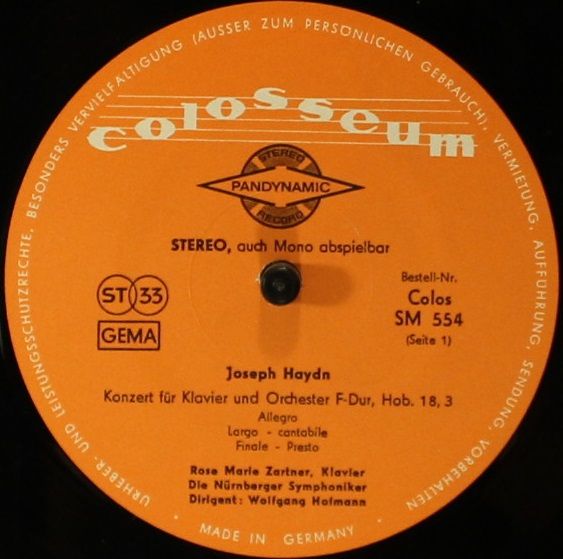 URHEBER- UND LEISTUNGSSCHUTZRECHTE, BESONDERS VERVIELFÄLTIGUNG (AUSSER ZUM PERSÖNLICHEN GEBRAUCH), VERMIETUNG, AUFFÜHRUNG, SENDUNG, VORBEHALTEN
Colosseum
STEREO
PANDYNAMIC
RECORD
STEREO, auch Mono abspielbar
ST 33
GEMA
Bestell-Nr.
Colos
SM 554
(Seite 1)
Joseph Haydn
Konzert für Klavier und Orchester F-Dur, Hob. 18, 3
Allegro
Largo - cantabile
Finale - Presto
Rose Marie Zartner, Klavier
Die Nürnberger Symphoniker
Dirigent: Wolfgang Hofmann
• MADE IN GERMANY •